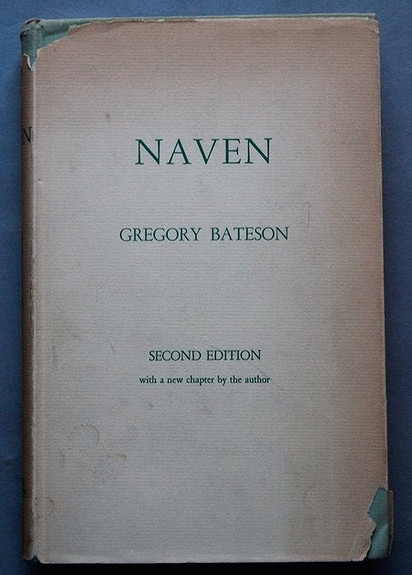 NAVEN
GREGORY BATESON
SECOND EDITION
with a new chapter by the author
N